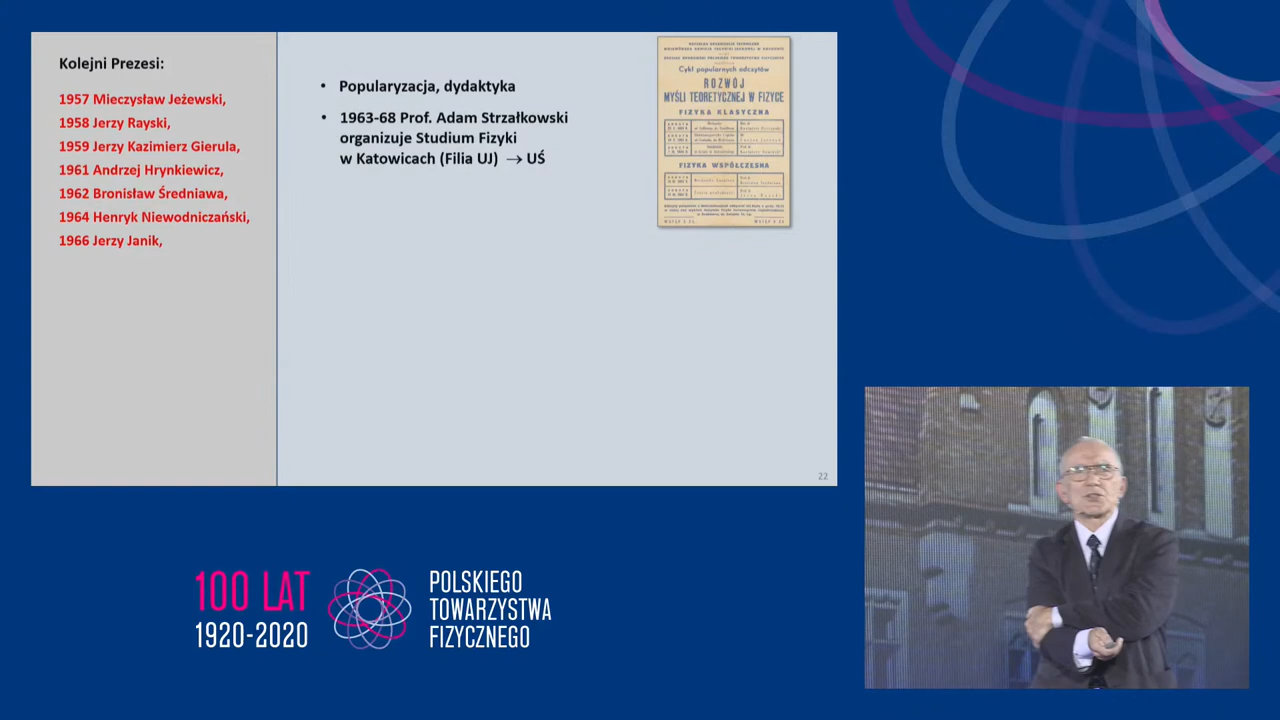 Kolejni Prezesi:
1957 Mieczysław Jeżewski,
1958 Jerzy Rayski,
1959 Jerzy Kazimierz Gierula,
1961 Andrzej Hrynkiewicz,
1962 Bronisław Średniawa,
1964 Henryk Niewodniczański,
1966 Jerzy Janik,
• Popularyzacja, dydaktyka
• 1963-68 Prof. Adam Strzałkowski
organizuje Studium Fizyki
w Katowicach (Filia UJ) → UŚ
Cykl popularnych odczytów
ROZWÓJ
MYŚLI TEORETYCZNEJ W FIZYCE
FIZYKA KLASYCZNA
FIZYKA WSPÓŁCZESNA
22
100 LAT
1920-2020
POLSKIEGO
TOWARZYSTWA
FIZYCZNEGO